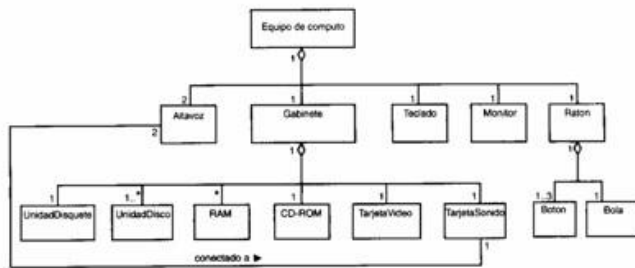 Equipo de computo
1
2 1 1 1 1
Altavoz Gabinete Teclado Monitor Raton
2 1 1
1 1..* * 1 1 1 1..3 1
UnidadDisquete UnidadDisco RAM CD-ROM TarjetaVideo TarjetaSonido Boton Bola
conectado a ▶ 1